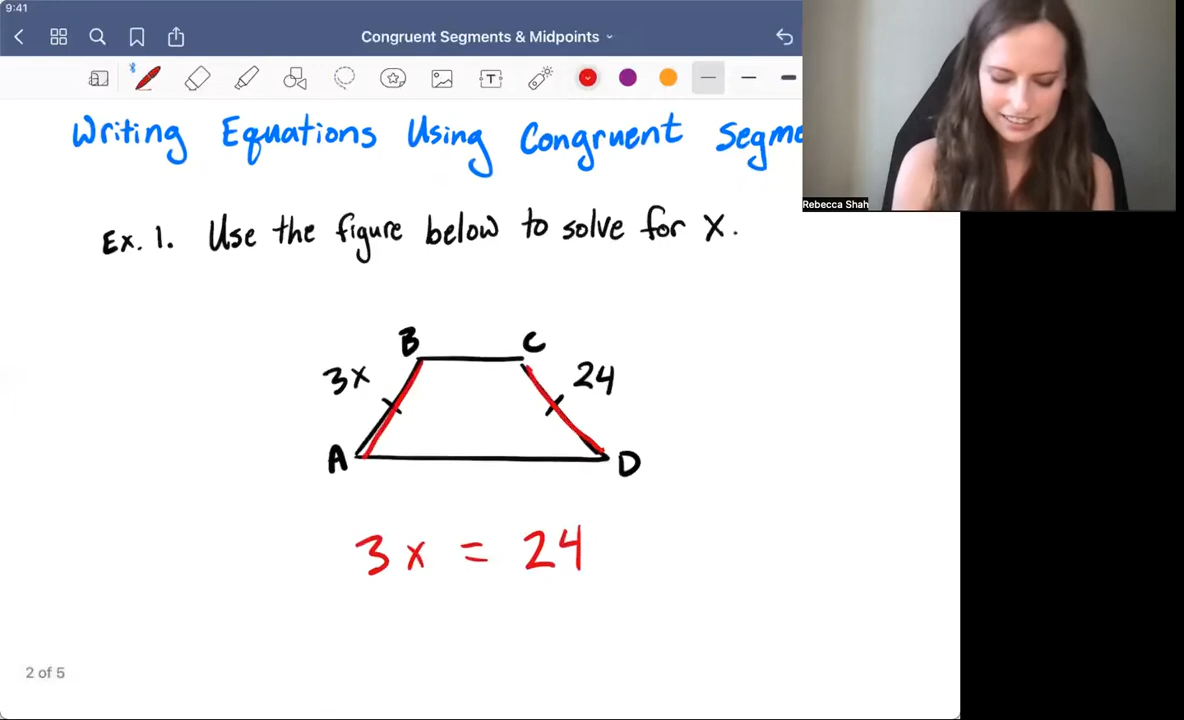 9:41
Congruent Segments & Midpoints
Writing Equations Using Congruent Segme
Rebecca Shah
Ex. 1. Use the figure below to solve for x.
B C
3x 24
A D
3x = 24
2 of 5